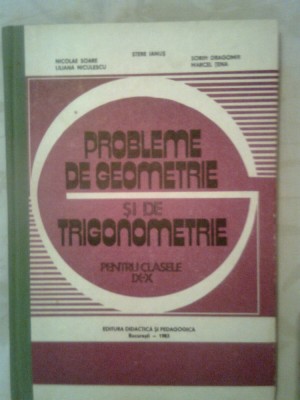 STERE IANUȘ
NICOLAE SOARE SORIN DRAGOMIR
LILIANA NICULESCU MARCEL ȚENA
PROBLEME
DE GEOMETRIE
ȘI DE
TRIGONOMETRIE
PENTRU CLASELE
IX-X
EDITURA DIDACTICĂ ȘI PEDAGOGICĂ
București - 1983